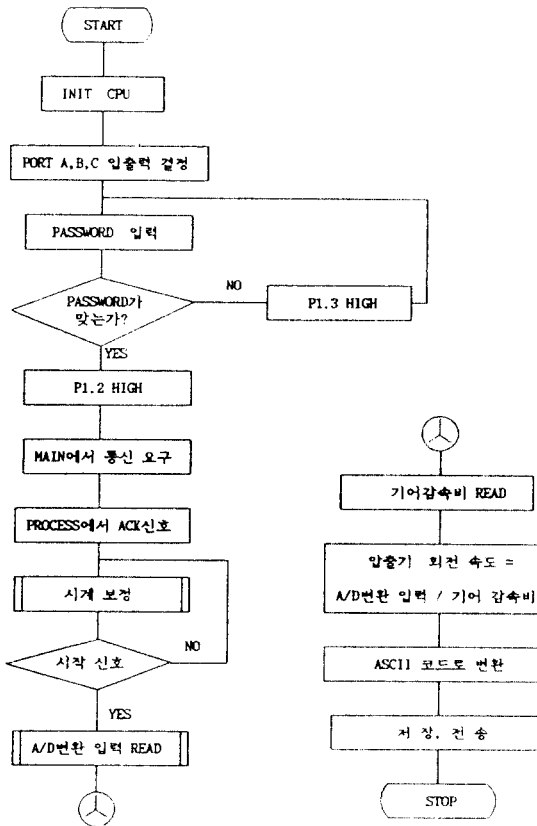 START
INIT CPU
PORT A,B,C 입출력 결정
PASSWORD 입력
PASSWORD가
맞는가?
NO
P1.3 HIGH
YES
P1.2 HIGH
MAIN에서 통신 요구
PROCESS에서 ACK신호
시계 보정
시작 신호
NO
YES
A/D변환 입력 READ
기어감속비 READ
압출기 회전 속도 =
A/D변환 입력 / 기어 감속비
ASCII 코드로 변환
저 장, 전 송
STOP